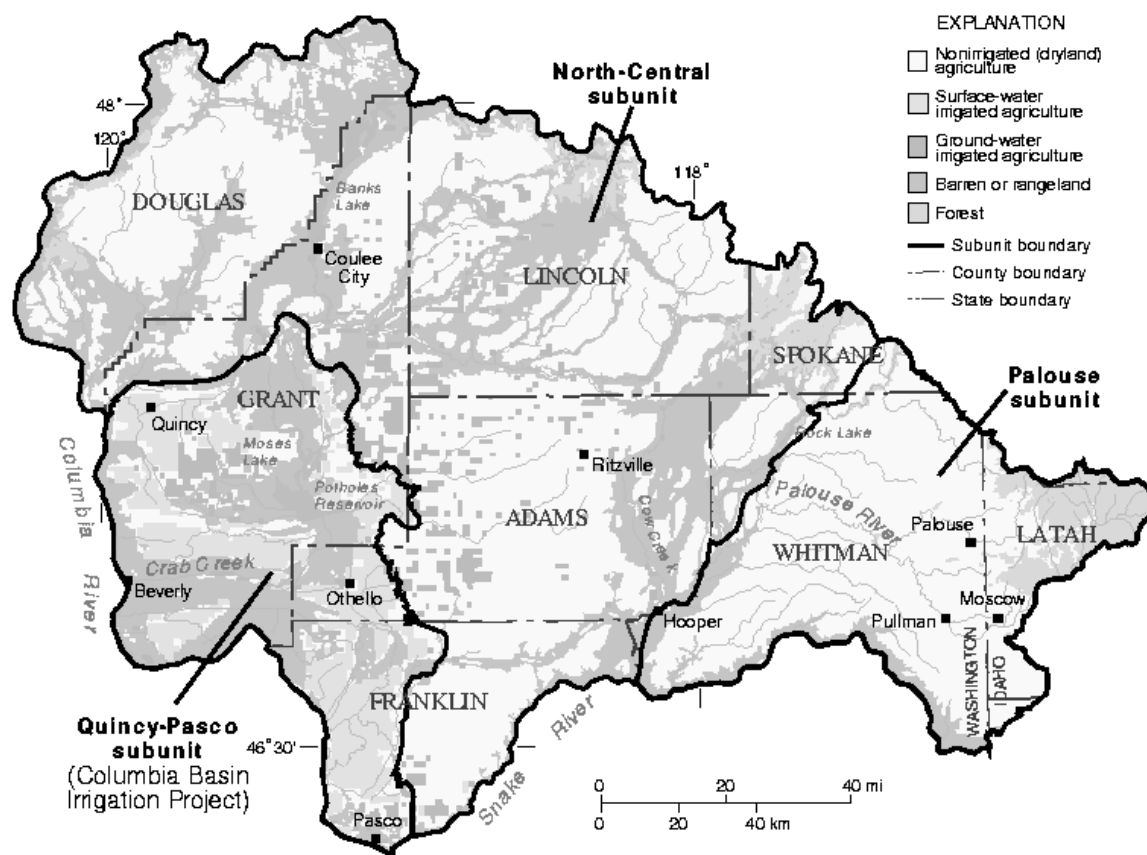 EXPLANATION
Nonirrigated (dryland)
agriculture
Surface-water
irrigated agriculture
Ground-water
irrigated agriculture
Barren or rangeland
Forest
Subunit boundary
County boundary
State boundary
North-Central
subunit
48°
120°
118°
DOUGLAS
Banks
Lake
Coulee
City
LINCOLN
SPOKANE
Palouse
subunit
GRANT
Quincy
Moses
Lake
Rock Lake
Ritzville
Columbia
River
Potholes
Reservoir
ADAMS
Cow Creek
Palouse River
Palouse
LATAH
WHITMAN
Crab Creek
Beverly
Othello
Hooper
Pullman
Moscow
WASHINGTON
IDAHO
FRANKLIN
Quincy-Pasco
subunit
(Columbia Basin
Irrigation Project)
46°30'
Snake
River
Pasco
0 20 40 mi
0 20 40 km